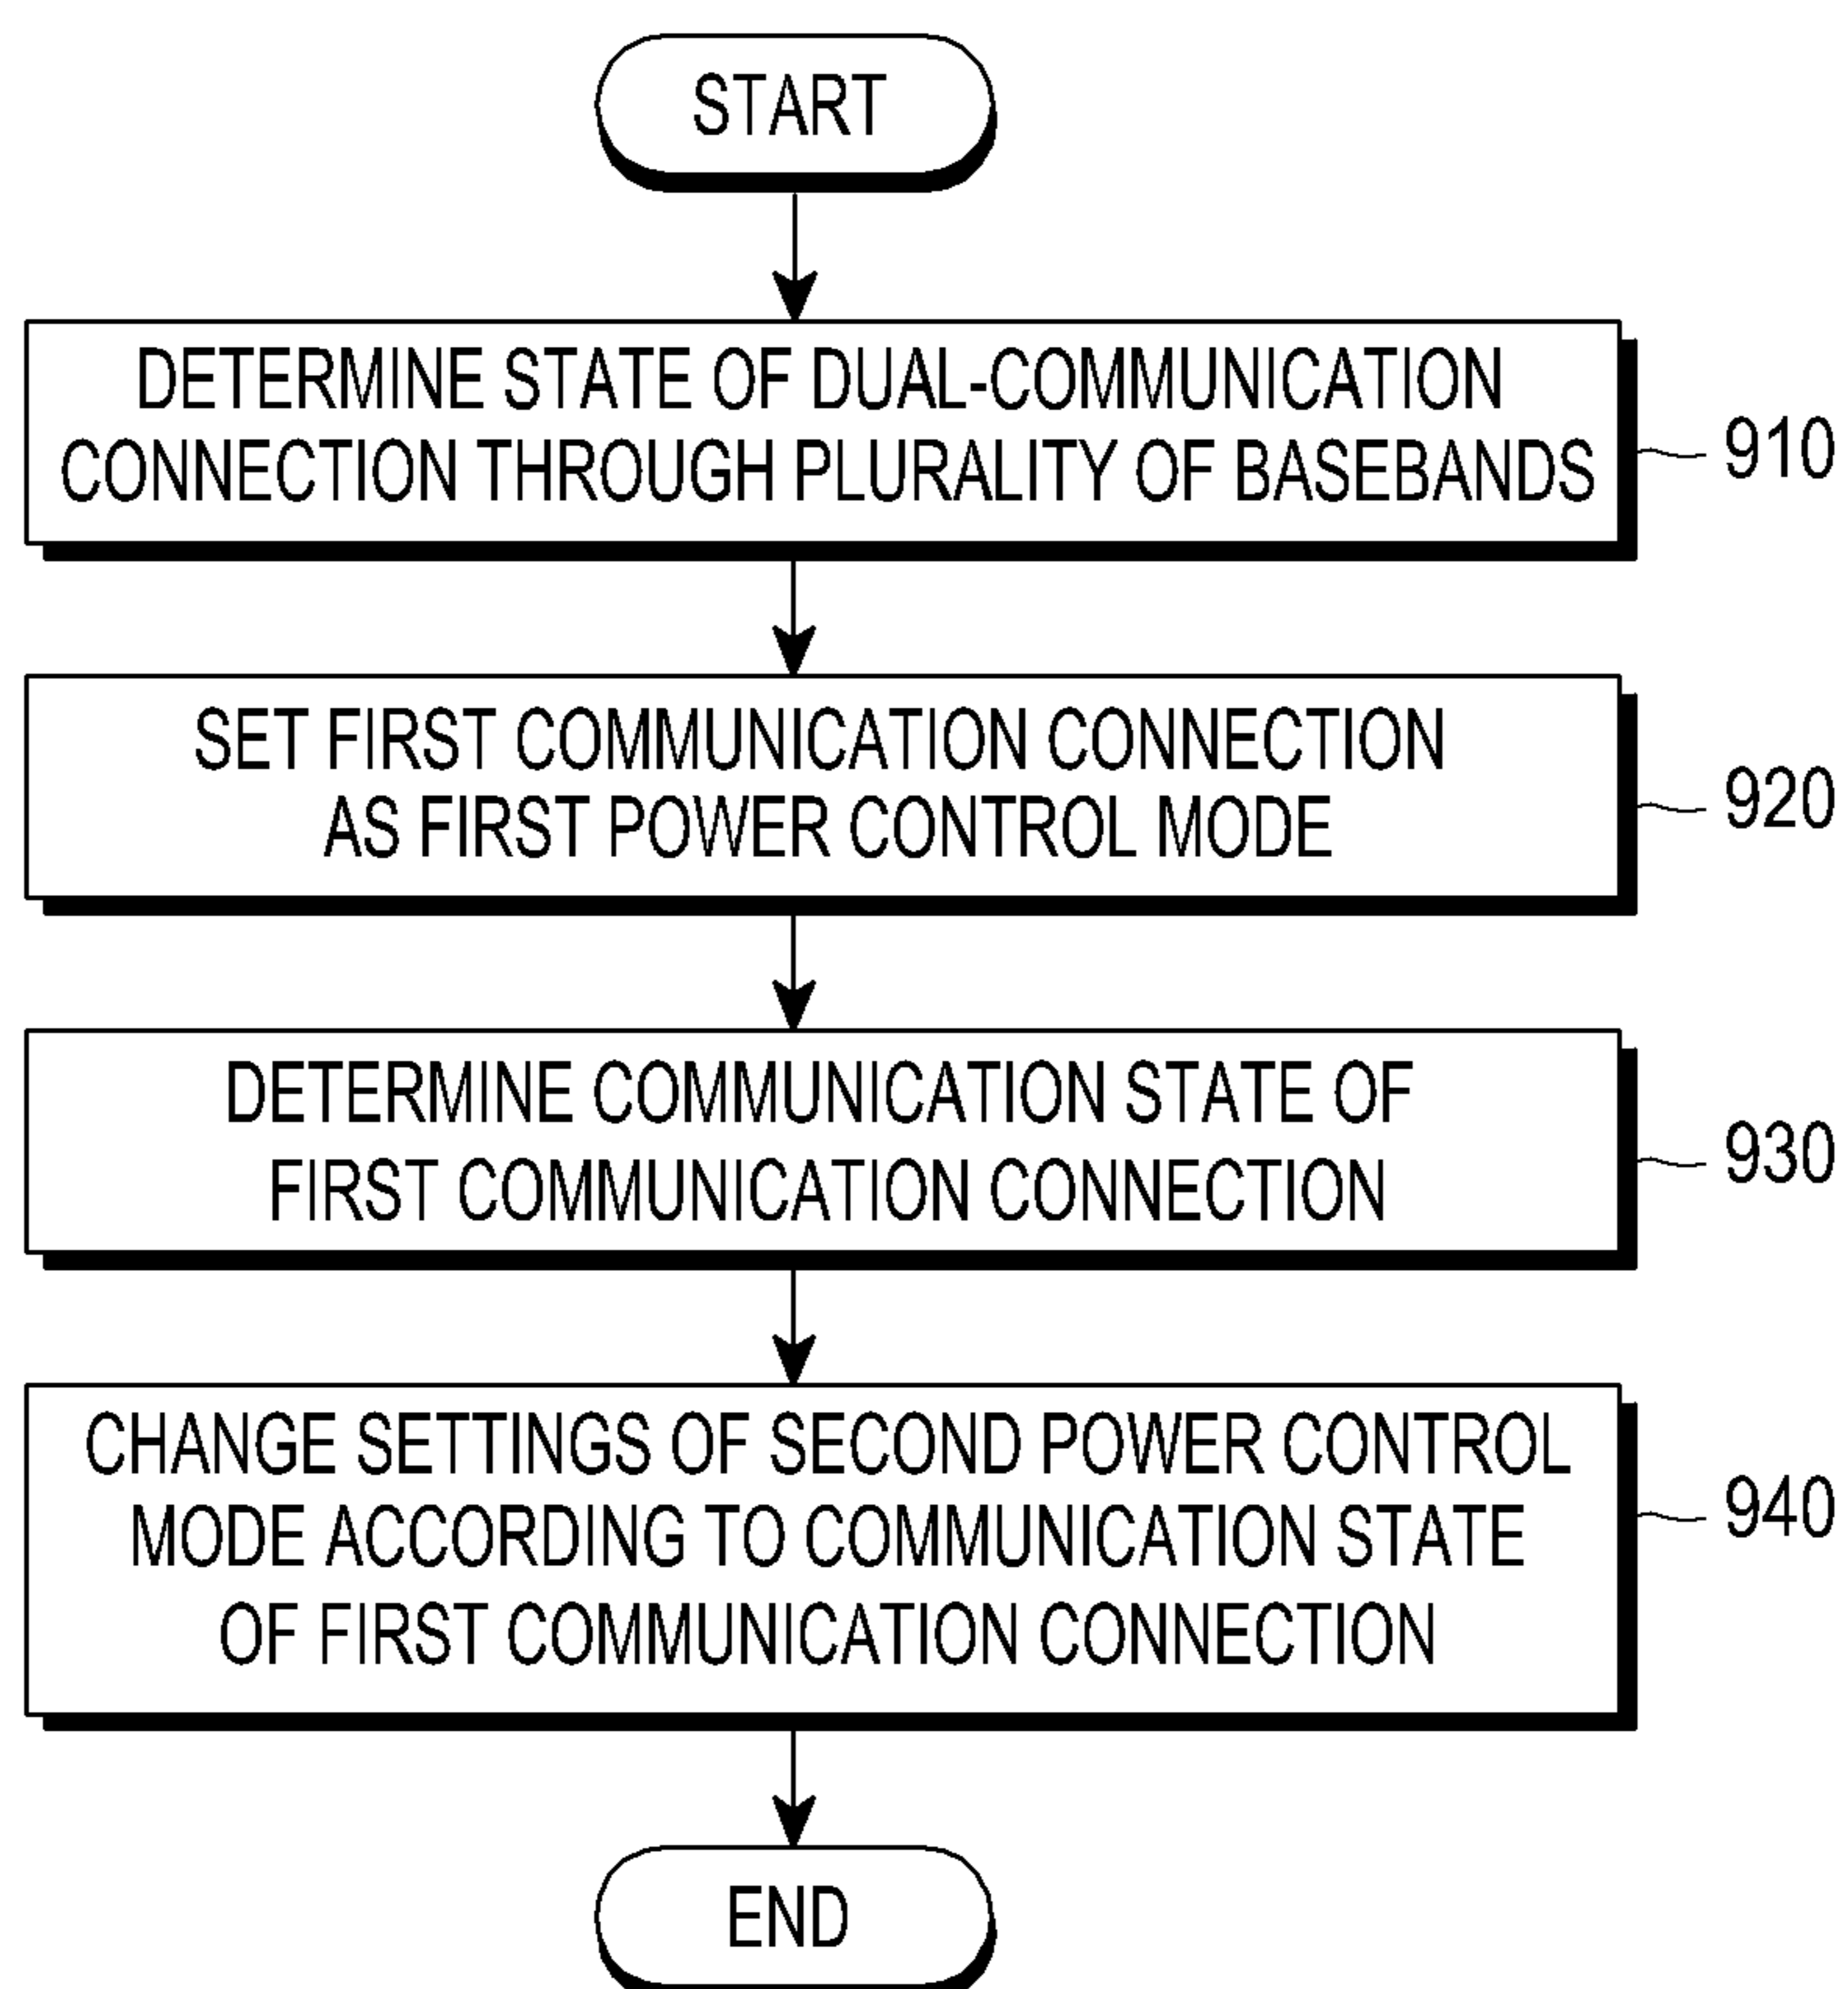 START
DETERMINE STATE OF DUAL-COMMUNICATION
CONNECTION THROUGH PLURALITY OF BASEBANDS
910
SET FIRST COMMUNICATION CONNECTION
AS FIRST POWER CONTROL MODE
920
DETERMINE COMMUNICATION STATE OF
FIRST COMMUNICATION CONNECTION
930
CHANGE SETTINGS OF SECOND POWER CONTROL
MODE ACCORDING TO COMMUNICATION STATE
OF FIRST COMMUNICATION CONNECTION
940
END